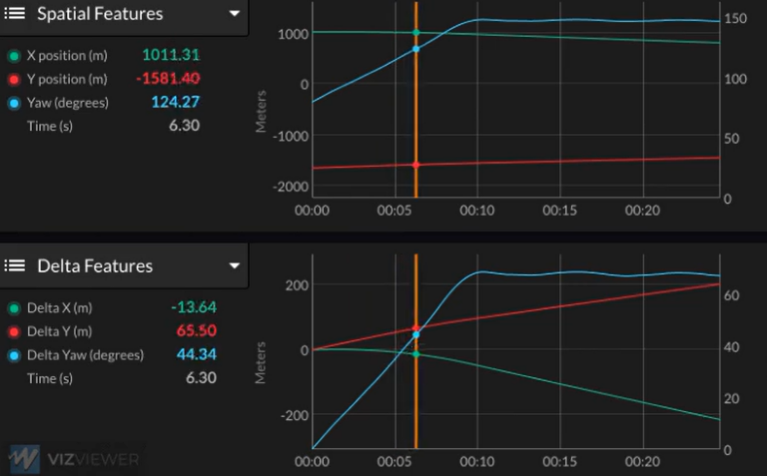 Spatial Features
X position (m) 1011.31
Y position (m) -1581.40
Yaw (degrees) 124.27
Time (s) 6.30
Meters
1000
0
-1000
-2000
150
100
50
0
00:00 00:05 00:10 00:15 00:20
Delta Features
Delta X (m) -13.64
Delta Y (m) 65.50
Delta Yaw (degrees) 44.34
Time (s) 6.30
Meters
200
0
-200
60
40
20
0
00:00 00:05 00:10 00:15 00:20
VIZVIEWER